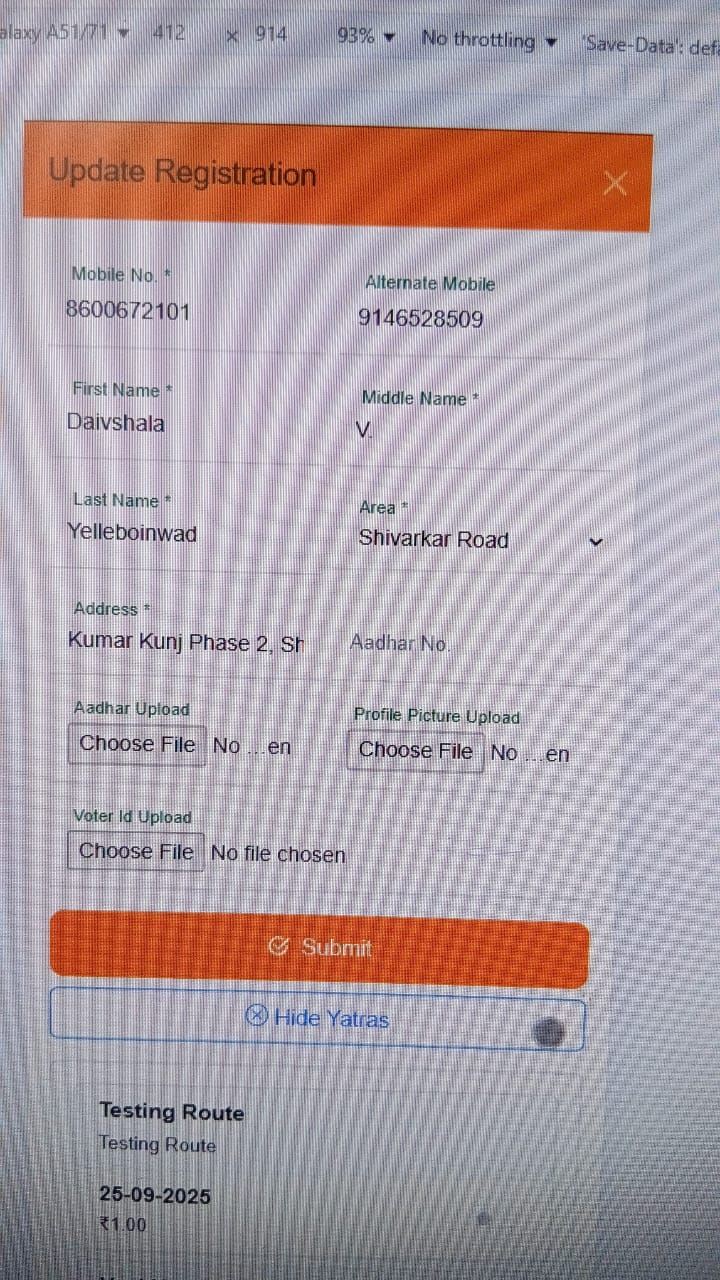 alaxy A51/71 ▼ 412 × 914 93% ▼ No throttling ▼ 'Save-Data': defa
Update Registration
Mobile No. * Alternate Mobile
8600672101 9146528509
First Name * Middle Name *
Daivshala V.
Last Name * Area *
Yelleboinwad Shivarkar Road
Address *
Kumar Kunj Phase 2, Sh Aadhar No.
Aadhar Upload Profile Picture Upload
Choose File No ...en Choose File No ...en
Voter Id Upload
Choose File No file chosen
Submit
Hide Yatras
Testing Route
Testing Route
25-09-2025
₹1.00